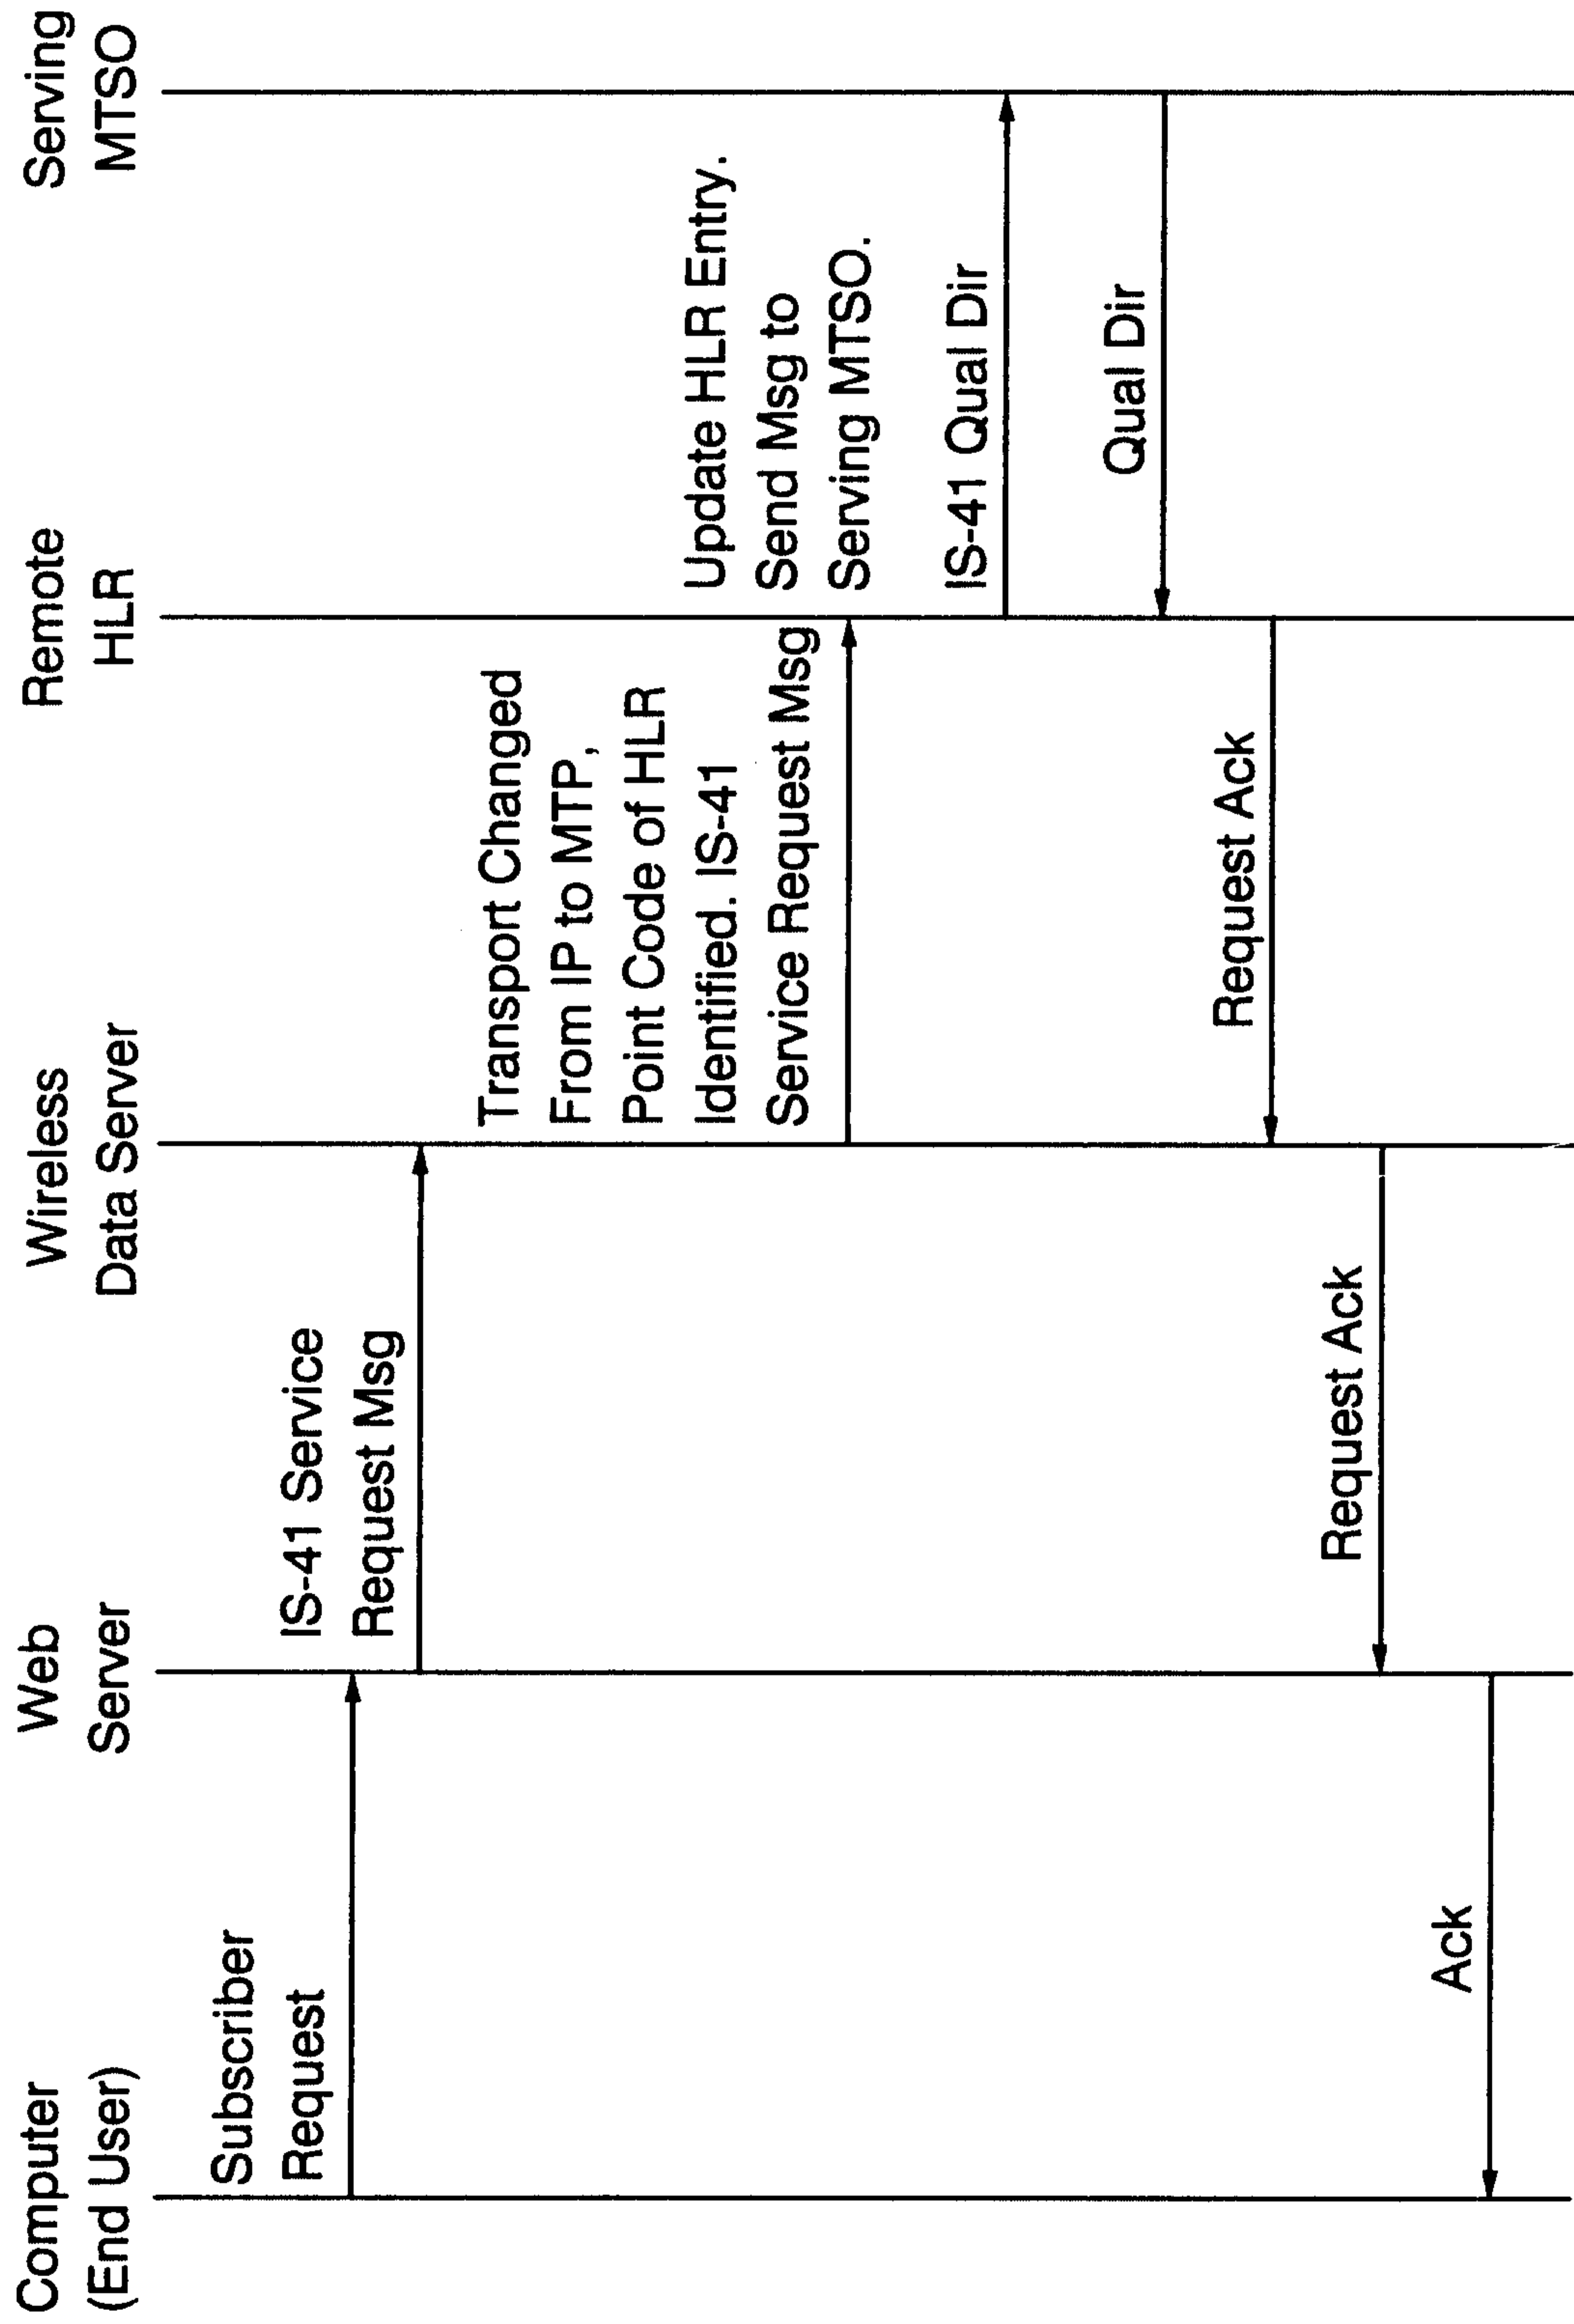 Computer
(End User)
Web
Server
Wireless
Data Server
Remote
HLR
Serving
MTSO
Subscriber
Request
IS-41 Service
Request Msg
Transport Changed
From IP to MTP,
Point Code of HLR
Identified. IS-41
Service Request Msg
Update HLR Entry.
Send Msg to
Serving MTSO.
IS-41 Qual Dir
Qual Dir
Request Ack
Request Ack
Ack